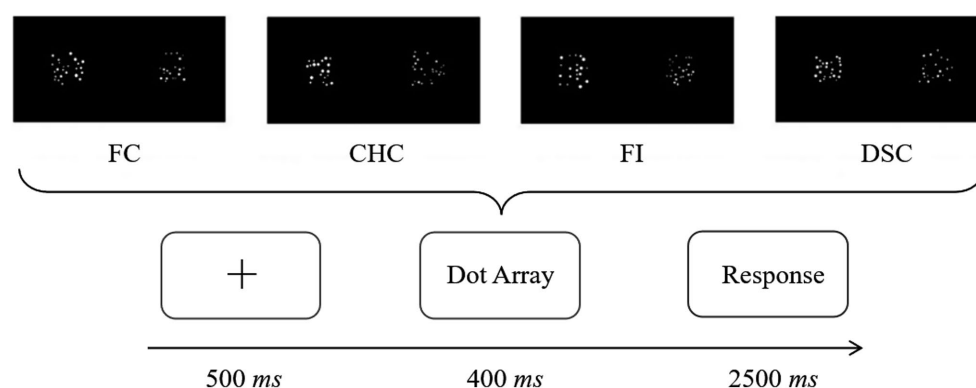 FC CHC FI DSC
+ Dot Array Response
500 ms 400 ms 2500 ms